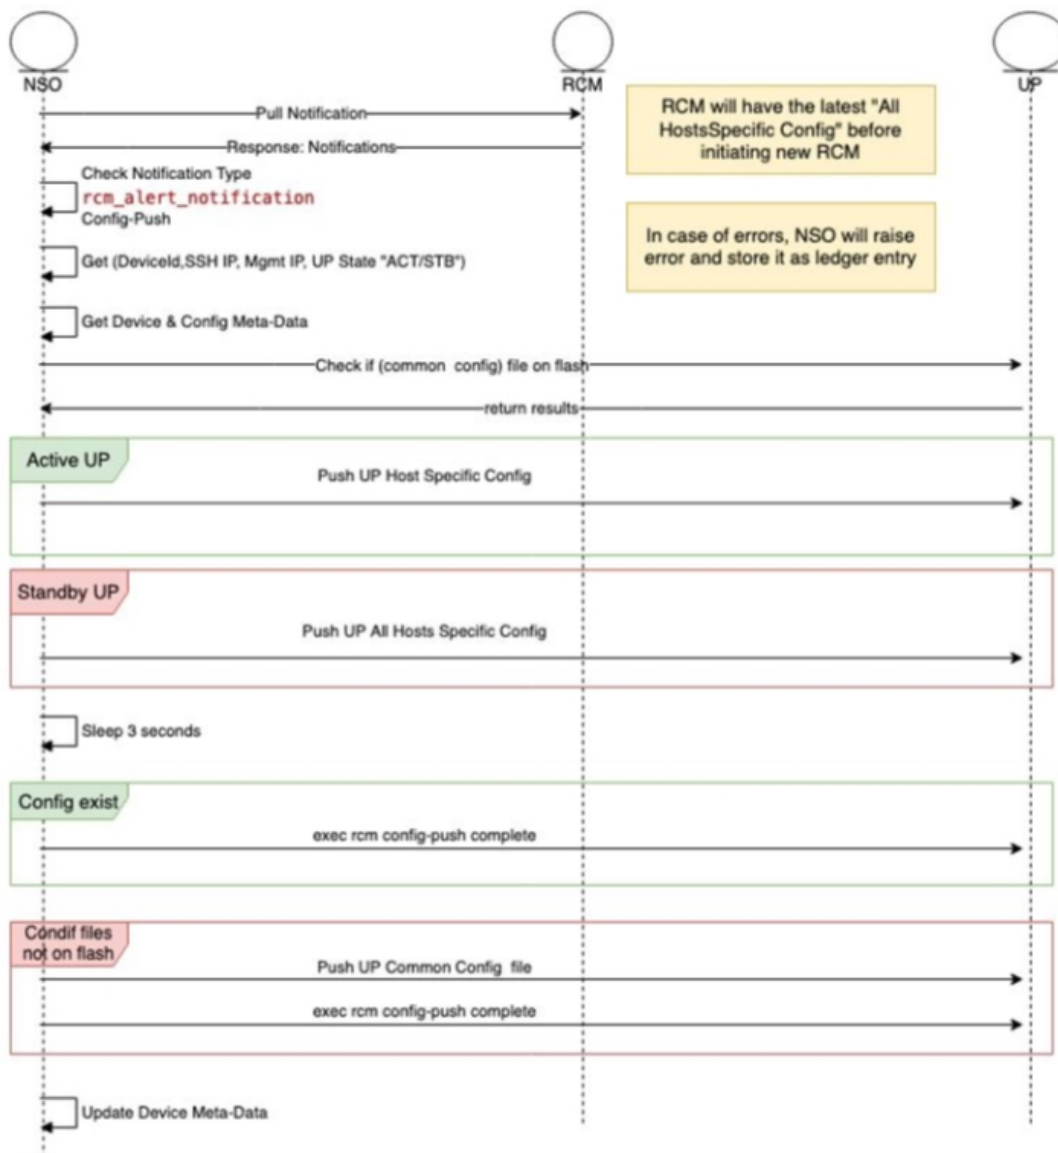 NSO
RCM
UP
Pull Notification
RCM will have the latest "All
HostsSpecific Config" before
initiating new RCM
Response: Notifications
Check Notification Type
rcm_alert_notification
Config-Push
In case of errors, NSO will raise
error and store it as ledger entry
Get (DeviceId,SSH IP, Mgmt IP, UP State "ACT/STB")
Get Device & Config Meta-Data
Check if (common config) file on flash
return results
Active UP
Push UP Host Specific Config
Standby UP
Push UP All Hosts Specific Config
Sleep 3 seconds
Config exist
exec rcm config-push complete
Condif files
not on flash
Push UP Common Config file
exec rcm config-push complete
Update Device Meta-Data